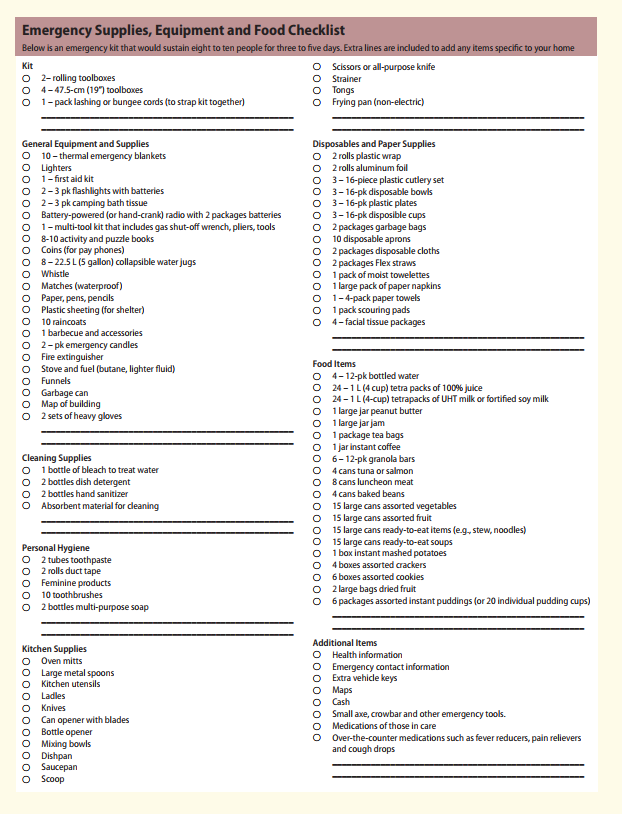 Emergency Supplies, Equipment and Food Checklist
Below is an emergency kit that would sustain eight to ten people for three to five days. Extra lines are included to add any items specific to your home
Kit
2– rolling toolboxes
4 – 47.5-cm (19”) toolboxes
1 – pack lashing or bungee cords (to strap kit together)
General Equipment and Supplies
10 – thermal emergency blankets
Lighters
1 – first aid kit
2 – 3 pk flashlights with batteries
2 – 3 pk camping bath tissue
Battery-powered (or hand-crank) radio with 2 packages batteries
1 – multi-tool kit that includes gas shut-off wrench, pliers, tools
8-10 activity and puzzle books
Coins (for pay phones)
8 – 22.5 L (5 gallon) collapsible water jugs
Whistle
Matches (waterproof)
Paper, pens, pencils
Plastic sheeting (for shelter)
10 raincoats
1 barbecue and accessories
2 – pk emergency candles
Fire extinguisher
Stove and fuel (butane, lighter fluid)
Funnels
Garbage can
Map of building
2 sets of heavy gloves
Cleaning Supplies
1 bottle of bleach to treat water
2 bottles dish detergent
2 bottles hand sanitizer
Absorbent material for cleaning
Personal Hygiene
2 tubes toothpaste
2 rolls duct tape
Feminine products
10 toothbrushes
2 bottles multi-purpose soap
Kitchen Supplies
Oven mitts
Large metal spoons
Kitchen utensils
Ladles
Knives
Can opener with blades
Bottle opener
Mixing bowls
Dishpan
Saucepan
Scoop
Scissors or all-purpose knife
Strainer
Tongs
Frying pan (non-electric)
Disposables and Paper Supplies
2 rolls plastic wrap
2 rolls aluminum foil
3 – 16-piece plastic cutlery set
3 – 16-pk disposable bowls
3 – 16-pk plastic plates
3 – 16-pk disposible cups
2 packages garbage bags
10 disposable aprons
2 packages disposable cloths
2 packages Flex straws
1 pack of moist towelettes
1 large pack of paper napkins
1 – 4-pack paper towels
1 pack scouring pads
4 – facial tissue packages
Food Items
4 – 12-pk bottled water
24 – 1 L (4 cup) tetra packs of 100% juice
24 – 1 L (4-cup) tetrapacks of UHT milk or fortified soy milk
1 large jar peanut butter
1 large jar jam
1 package tea bags
1 jar instant coffee
6 – 12-pk granola bars
4 cans tuna or salmon
8 cans luncheon meat
4 cans baked beans
15 large cans assorted vegetables
15 large cans assorted fruit
15 large cans ready-to-eat items (e.g., stew, noodles)
15 large cans ready-to-eat soups
1 box instant mashed potatoes
4 boxes assorted crackers
6 boxes assorted cookies
2 large bags dried fruit
6 packages assorted instant puddings (or 20 individual pudding cups)
Additional Items
Health information
Emergency contact information
Extra vehicle keys
Maps
Cash
Small axe, crowbar and other emergency tools.
Medications of those in care
Over-the-counter medications such as fever reducers, pain relievers
and cough drops